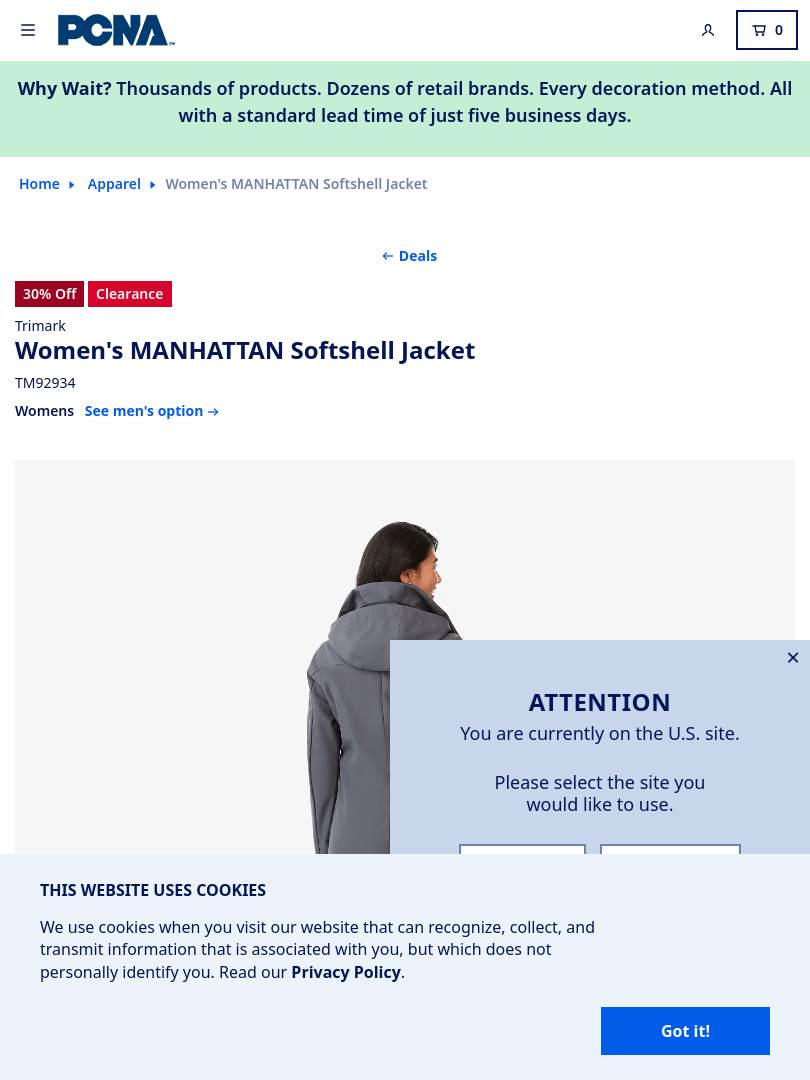 PCNA
0
Why Wait? Thousands of products. Dozens of retail brands. Every decoration method. All
with a standard lead time of just five business days.
Home Apparel Women's MANHATTAN Softshell Jacket
← Deals
30% Off Clearance
Trimark
Women's MANHATTAN Softshell Jacket
TM92934
Womens See men's option →
ATTENTION
You are currently on the U.S. site.
Please select the site you
would like to use.
THIS WEBSITE USES COOKIES
We use cookies when you visit our website that can recognize, collect, and
transmit information that is associated with you, but which does not
personally identify you. Read our Privacy Policy.
Got it!